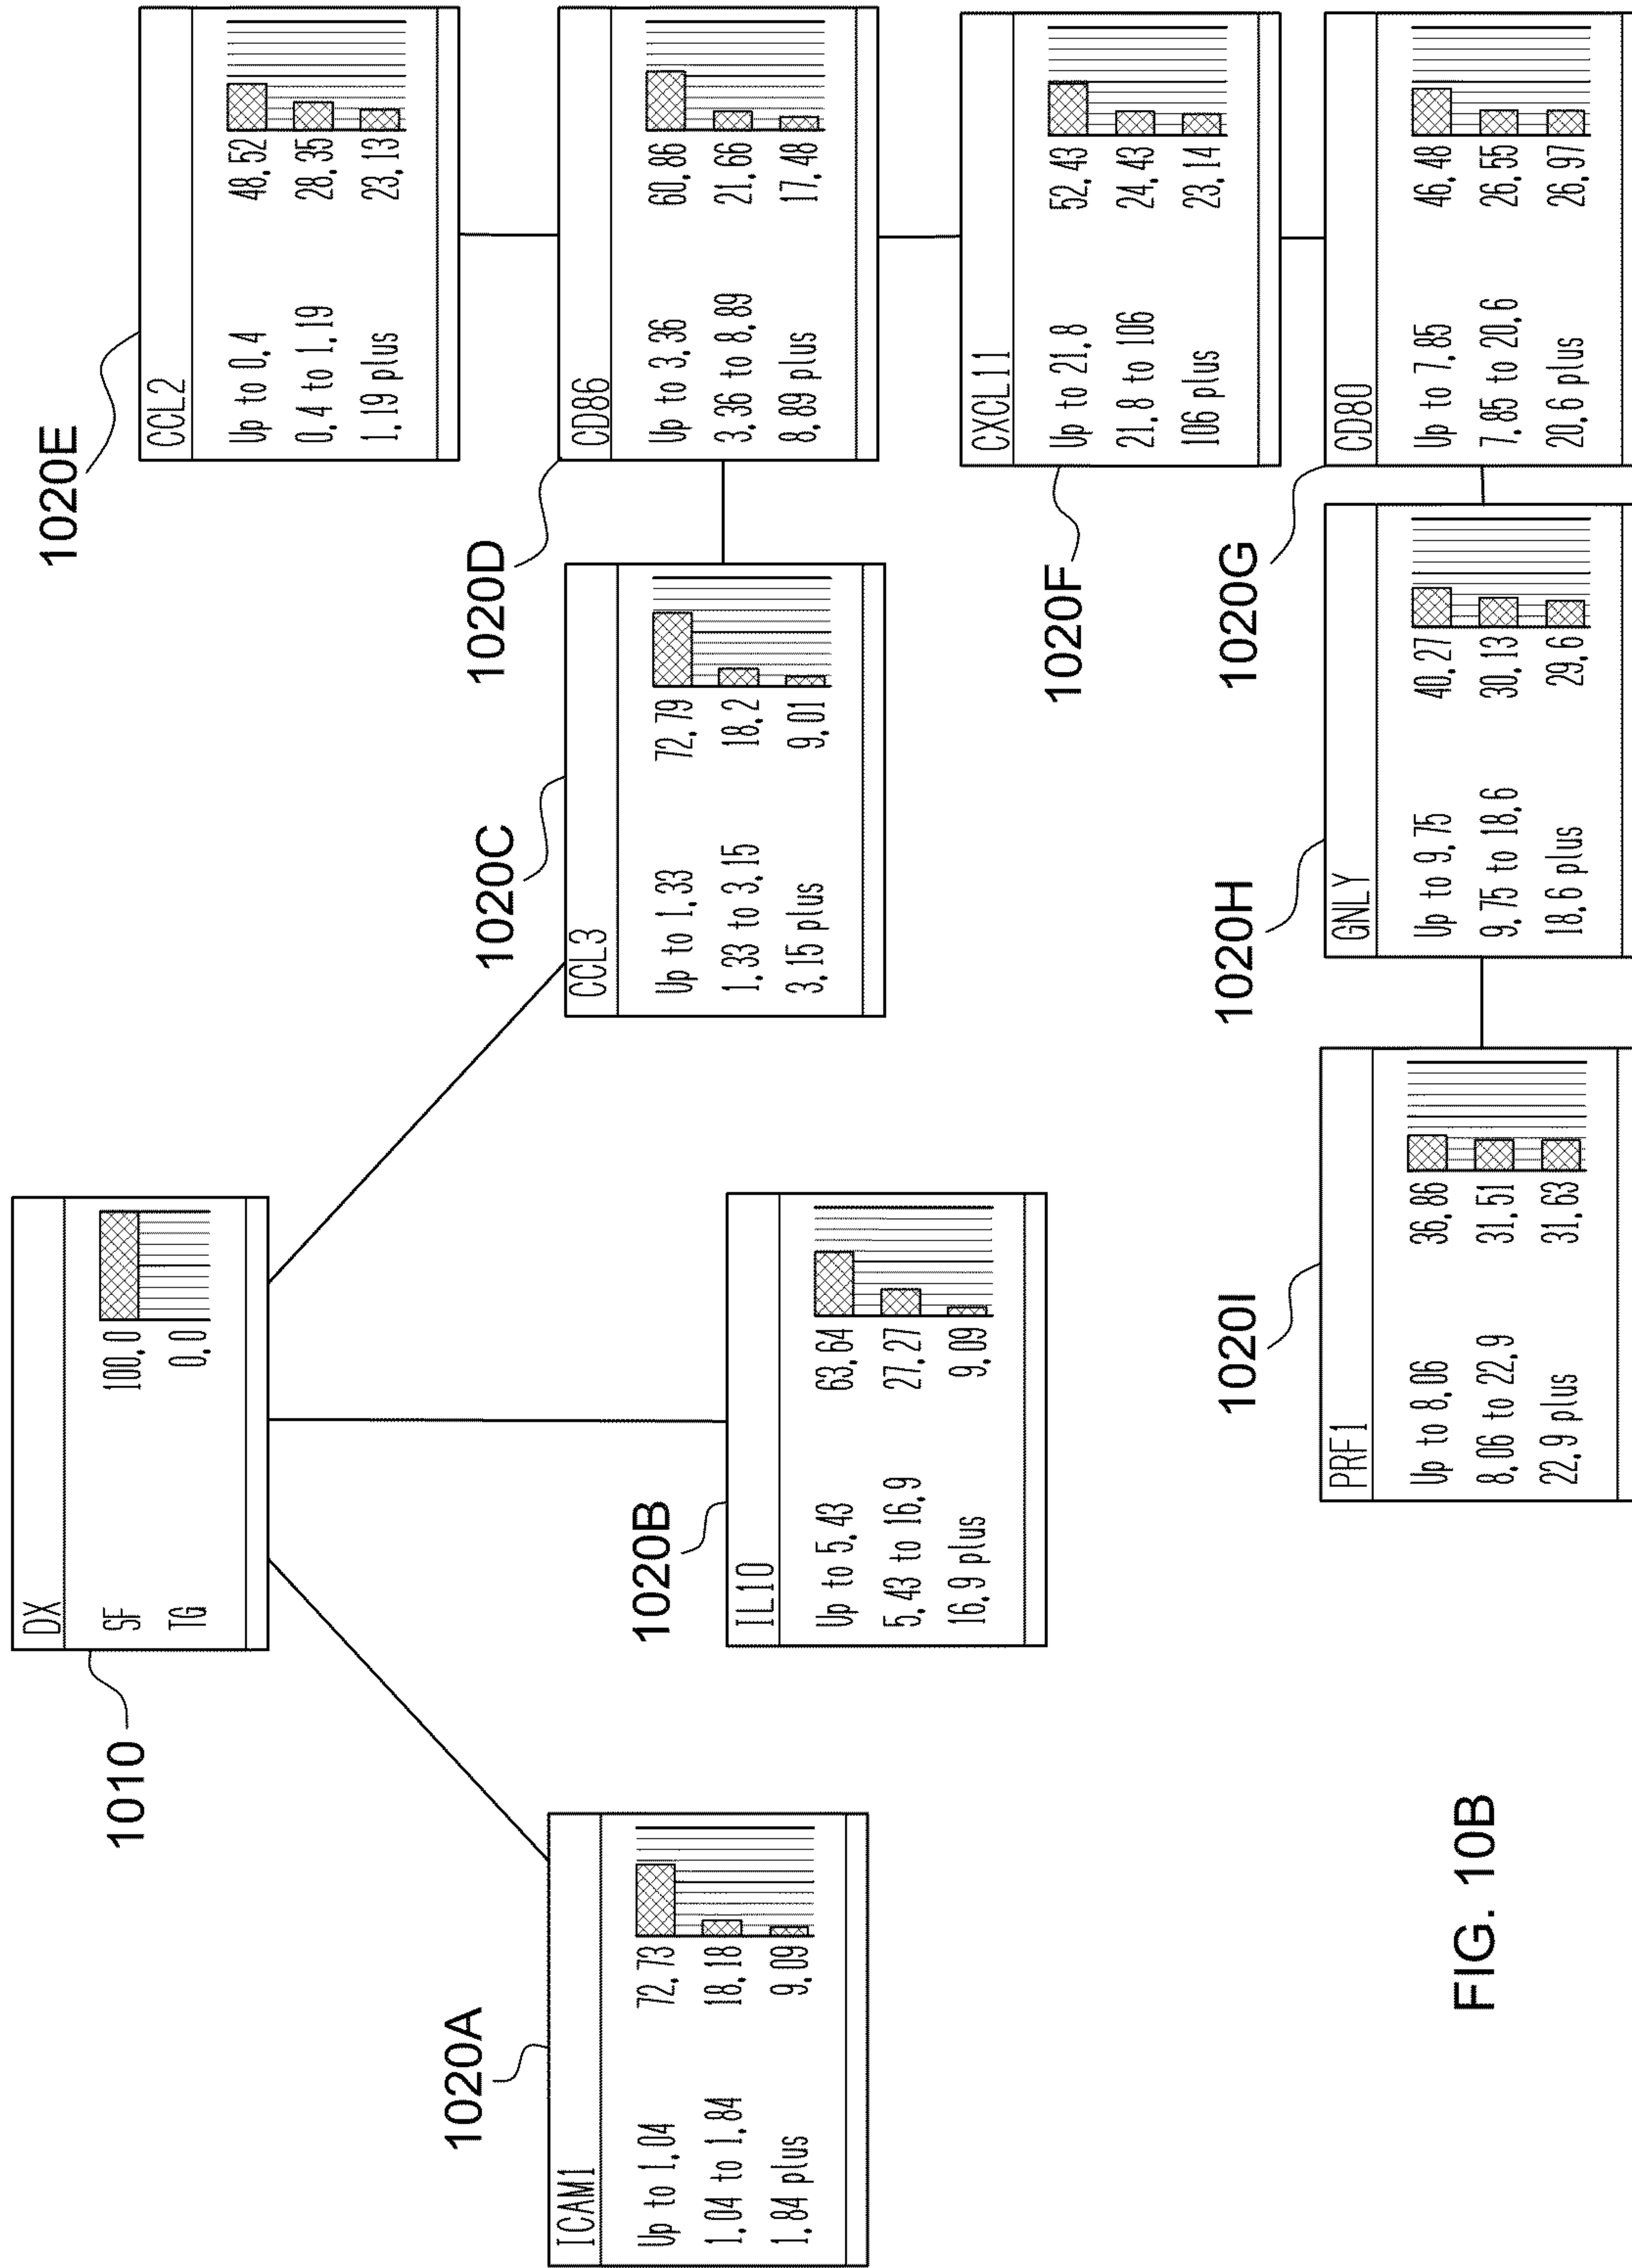 1010
DX
SF 100.0
TG 0.0
1020A
ICAM1
Up to 1.04 72.73
1.04 to 1.84 18.18
1.84 plus 9.09
1020B
IL10
Up to 5.43 63.64
5.43 to 16.9 27.27
16.9 plus 9.09
1020C
CCL3
Up to 1.33 72.79
1.33 to 3.15 18.2
3.15 plus 9.01
1020E
CCL2
Up to 0.4 48.52
0.4 to 1.19 28.35
1.19 plus 23.13
1020D
CD86
Up to 3.36 60.86
3.36 to 8.89 21.66
8.89 plus 17.48
1020F
CXCL11
Up to 21.8 52.43
21.8 to 106 24.43
106 plus 23.14
1020I
PRF1
Up to 8.06 36.86
8.06 to 22.9 31.51
22.9 plus 31.63
1020H
GNLY
Up to 9.75 40.27
9.75 to 18.6 30.13
18.6 plus 29.6
1020G
CD80
Up to 7.85 46.48
7.85 to 20.6 26.55
20.6 plus 26.97
FIG. 10B